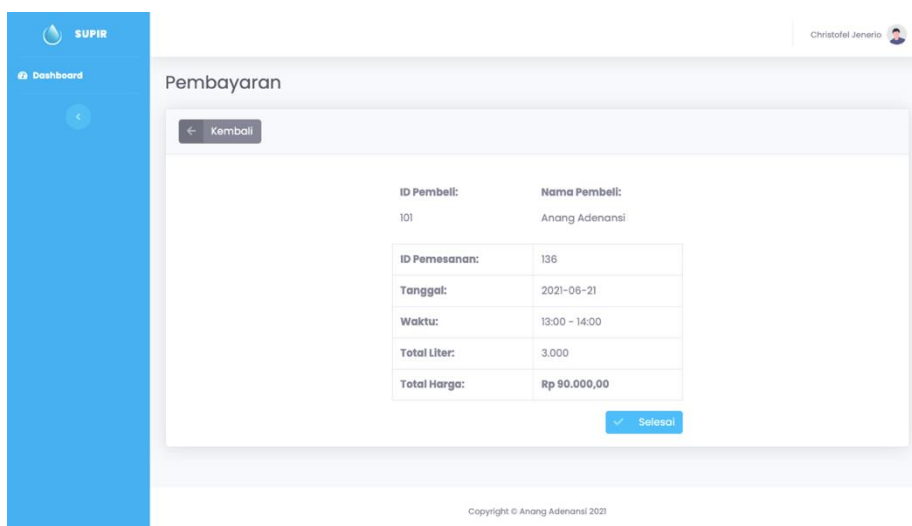 SUPIR
Christofel Jenerio
Dashboard
Pembayaran
Kembali
ID Pembeli: Nama Pembeli:
101 Anang Adenansi
ID Pemesanan: 136
Tanggal: 2021-06-21
Waktu: 13:00 - 14:00
Total Liter: 3.000
Total Harga: Rp 90.000,00
Selesai
Copyright © Anang Adenansi 2021